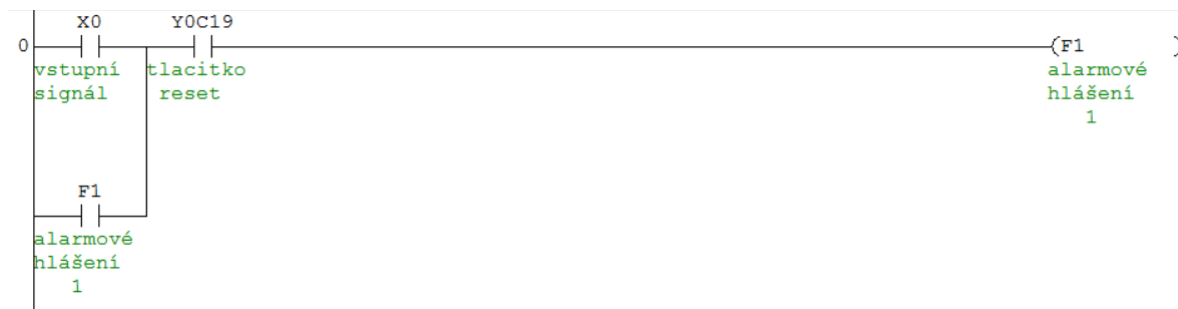 X0 Y0C19
0 (F1 )
vstupní tlacitko alarmové
signál reset hlášení
1
F1
alarmové
hlášení
1